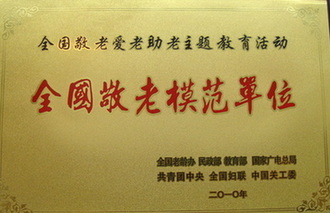 全国敬老爱老助老主题教育活动
全國敬老模范單位
全国老龄办 民政部 教育部 国家广电总局
共青团中央 全国妇联 中国关工委
二〇一〇年